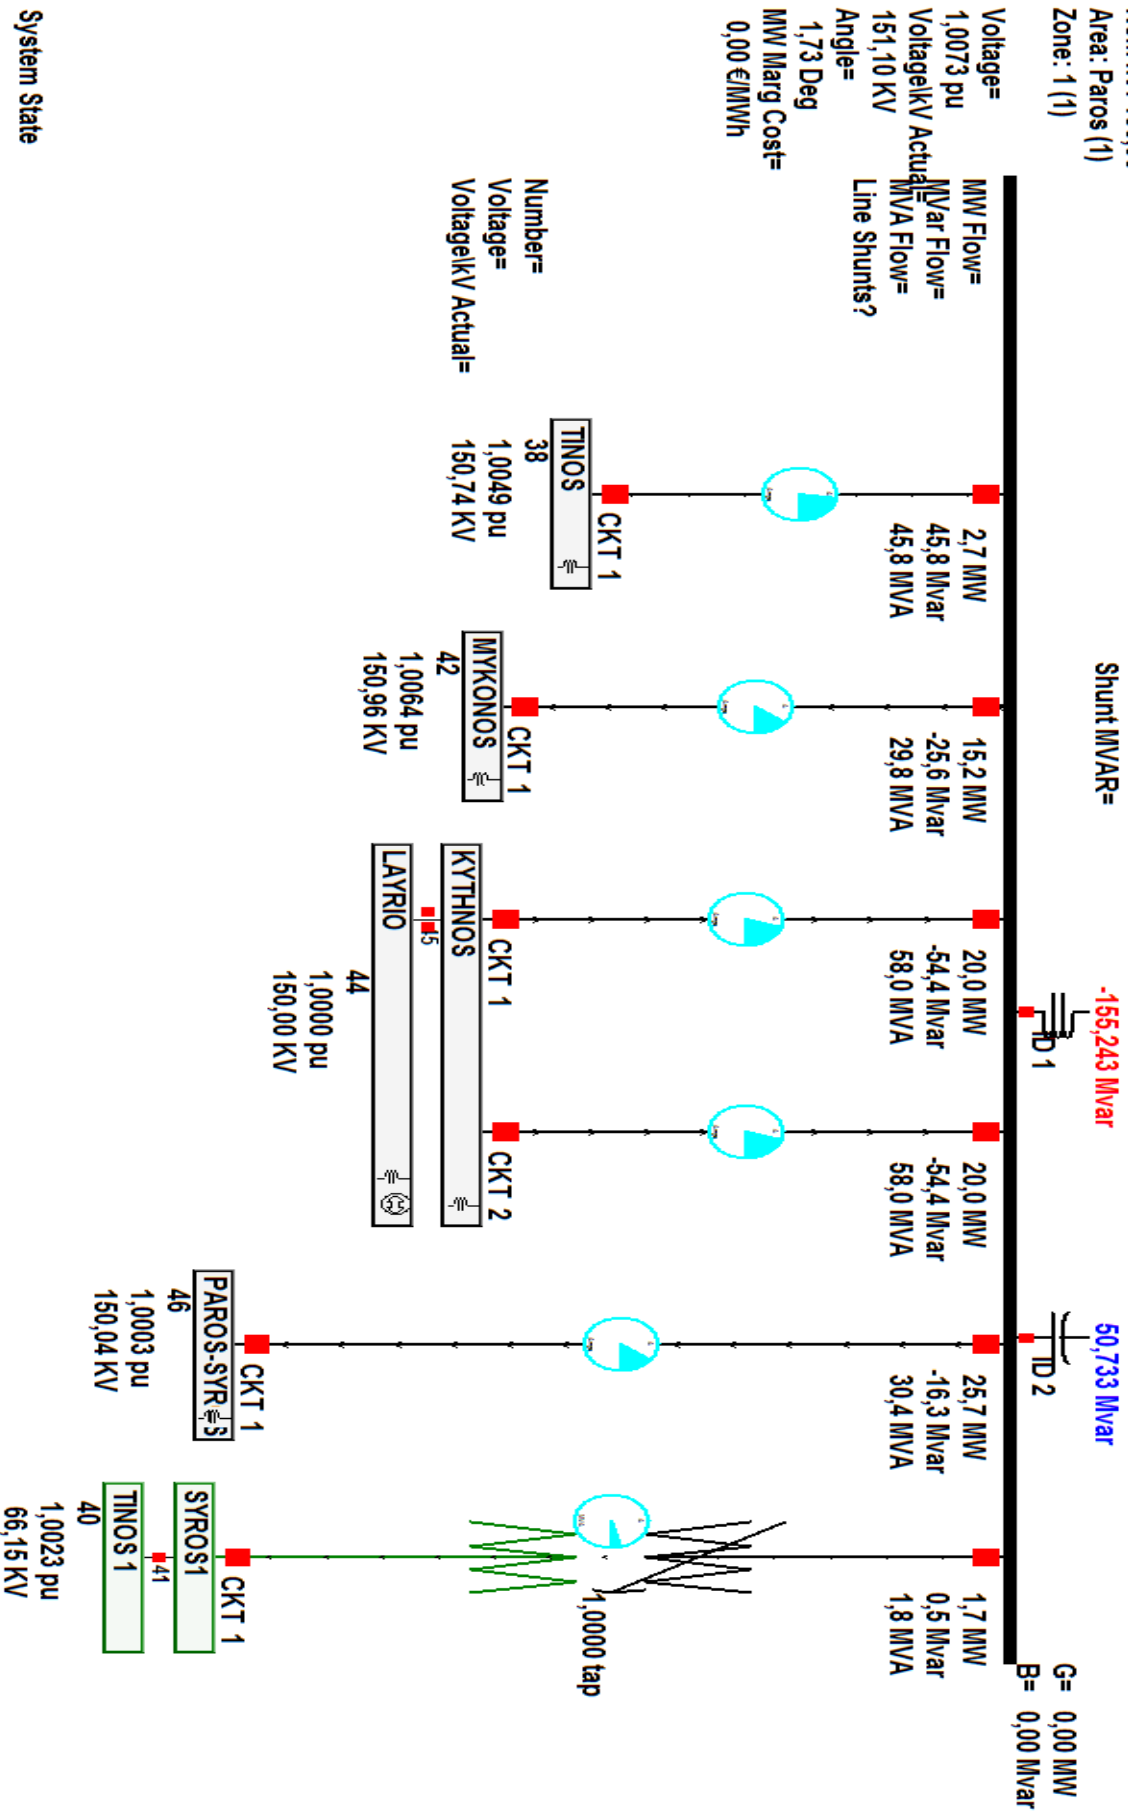 Area: Paros (1)
Zone: 1 (1)
Shunt MVAR=
-155,243 Mvar
50,733 Mvar
ID 1
ID 2
G= 0,00 MW
B= 0,00 Mvar
Voltage=
1,0073 pu
Voltage\kV Actual=
151,10 KV
Angle=
1,73 Deg
MW Marg Cost=
0,00 €/MWh
MW Flow=
MVar Flow=
MVA Flow=
Line Shunts?
2,7 MW
45,8 Mvar
45,8 MVA
15,2 MW
-25,6 Mvar
29,8 MVA
20,0 MW
-54,4 Mvar
58,0 MVA
20,0 MW
-54,4 Mvar
58,0 MVA
25,7 MW
-16,3 Mvar
30,4 MVA
1,7 MW
0,5 Mvar
1,8 MVA
1,0000 tap
Number=
Voltage=
Voltage\kV Actual=
CKT 1
TINOS
38
1,0049 pu
150,74 KV
CKT 1
MYKONOS
42
1,0064 pu
150,96 KV
CKT 1
CKT 2
KYTHNOS
45
LAYRIO
44
1,0000 pu
150,00 KV
CKT 1
PAROS-SYR S
46
1,0003 pu
150,04 KV
CKT 1
SYROS1
41
TINOS 1
40
1,0023 pu
66,15 KV
System State